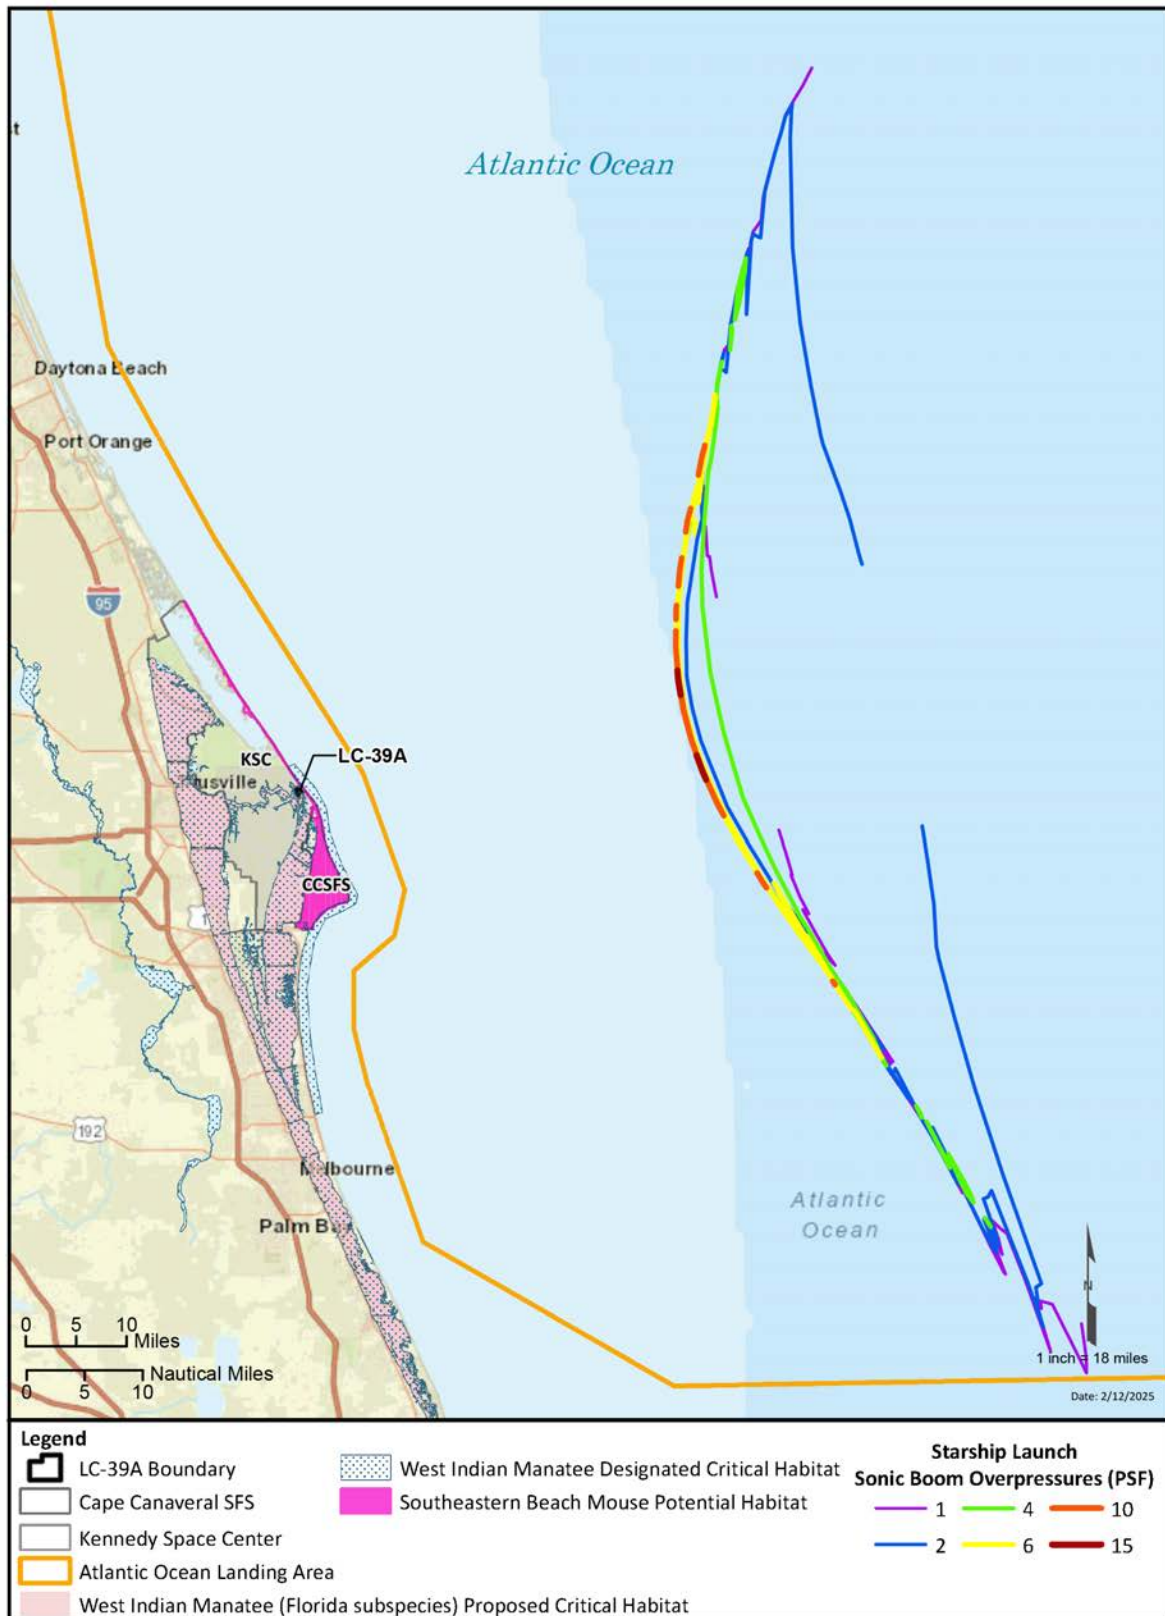 t
Atlantic Ocean
Daytona Beach
Port Orange
95
KSC
LC-39A
usville
CCSFS
1
192
Melbourne
Palm Bay
Atlantic
Ocean
N
0 5 10
Miles
Nautical Miles
0 5 10
1 inch = 18 miles
Date: 2/12/2025
Legend
LC-39A Boundary
Cape Canaveral SFS
Kennedy Space Center
Atlantic Ocean Landing Area
West Indian Manatee (Florida subspecies) Proposed Critical Habitat
West Indian Manatee Designated Critical Habitat
Southeastern Beach Mouse Potential Habitat
Starship Launch
Sonic Boom Overpressures (PSF)
1 4 10
2 6 15